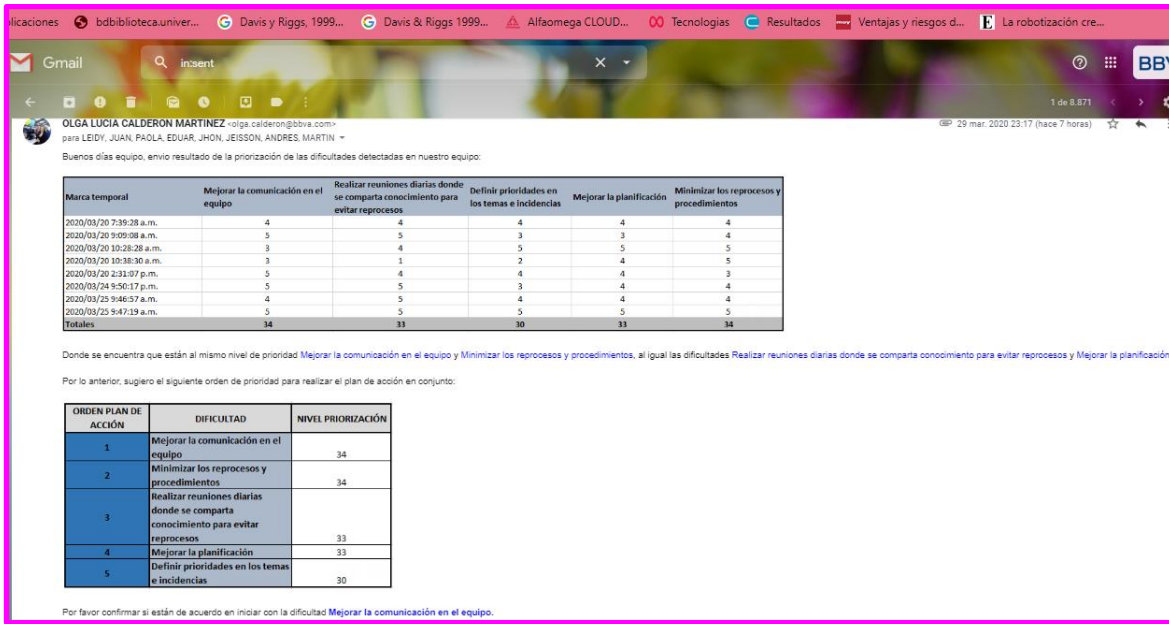 licaciones bdbiblioteca.univer... Davis y Riggs, 1999... Davis & Riggs 1999... Alfaomega CLOUD... Tecnologias Resultados Ventajas y riesgos d... La robotización cre...
Gmail in:sent BBV
1 de 8.871
OLGA LUCIA CALDERON MARTINEZ <olga.calderon@bbva.com> 29 mar. 2020 23:17 (hace 7 horas)
para LEIDY, JUAN, PAOLA, EDUAR, JHON, JEISSON, ANDRES, MARTIN
Buenos días equipo, envio resultado de la priorización de las dificultades detectadas en nuestro equipo:
Marca temporal Mejorar la comunicación en el equipo Realizar reuniones diarias donde se comparta conocimiento para evitar reprocesos Definir prioridades en los temas e incidencias Mejorar la planificación Minimizar los reprocesos y procedimientos
2020/03/20 7:39:28 a.m. 4 4 4 4 4
2020/03/20 9:09:08 a.m. 5 5 3 3 4
2020/03/20 10:28:28 a.m. 3 4 5 5 5
2020/03/20 10:38:30 a.m. 3 1 2 4 5
2020/03/20 2:31:07 p.m. 5 4 4 4 3
2020/03/24 9:50:17 p.m. 5 5 3 4 4
2020/03/25 9:46:57 a.m. 4 5 4 4 4
2020/03/25 9:47:19 a.m. 5 5 5 5 5
Totales 34 33 30 33 34
Donde se encuentra que están al mismo nivel de prioridad Mejorar la comunicación en el equipo y Minimizar los reprocesos y procedimientos, al igual las dificultades Realizar reuniones diarias donde se comparta conocimiento para evitar reprocesos y Mejorar la planificación
Por lo anterior, sugiero el siguiente orden de prioridad para realizar el plan de acción en conjunto:
ORDEN PLAN DE ACCIÓN DIFICULTAD NIVEL PRIORIZACIÓN
1 Mejorar la comunicación en el equipo 34
2 Minimizar los reprocesos y procedimientos 34
3 Realizar reuniones diarias donde se comparta conocimiento para evitar reprocesos 33
4 Mejorar la planificación 33
5 Definir prioridades en los temas e incidencias 30
Por favor confirmar si están de acuerdo en iniciar con la dificultad Mejorar la comunicación en el equipo.